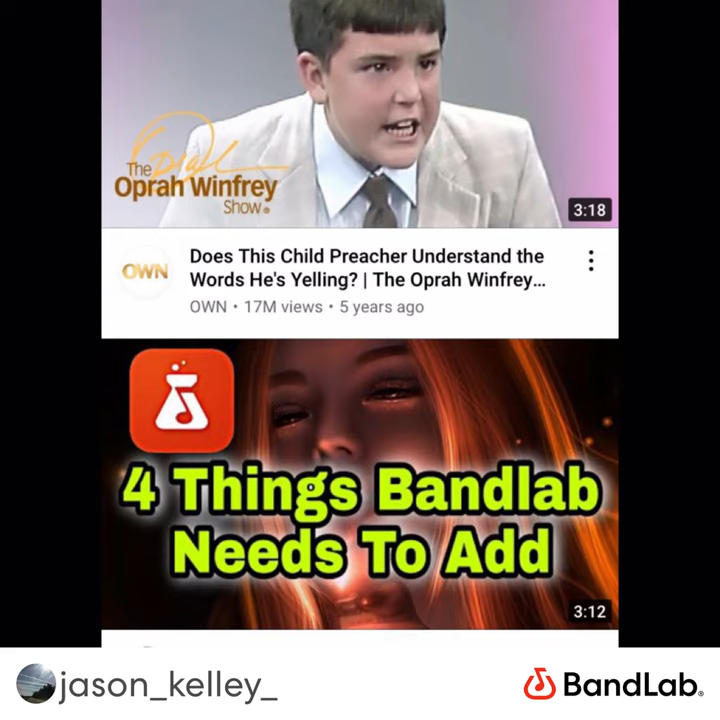 The Oprah
Oprah Winfrey
Show.
3:18
OWN
Does This Child Preacher Understand the
Words He's Yelling? | The Oprah Winfrey...
OWN • 17M views • 5 years ago
4 Things Bandlab
Needs To Add
3:12
jason_kelley_
BandLab®